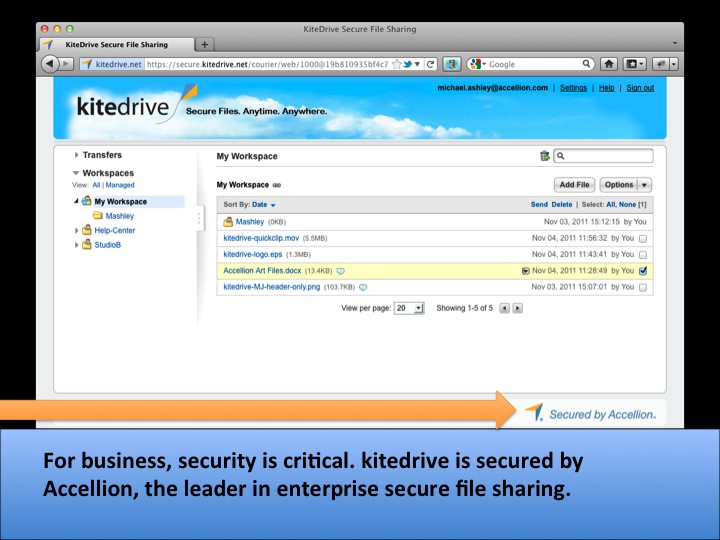 KiteDrive Secure File Sharing
KiteDrive Secure File Sharing
kitedrive.net https://secure.kitedrive.net/courier/web/1000@19b810935bf4c7 Google
michael.ashley@accellion.com | Settings | Help | Sign out
kitedrive Secure Files. Anytime. Anywhere.
Transfers
Workspaces
View: All | Managed
My Workspace
Mashley
Help-Center
StudioB
My Workspace
My Workspace Add File Options
Sort By: Date Send Delete | Select: All, None [1]
Mashley (0KB) Nov 03, 2011 15:12:15 by You
kitedrive-quickclip.mov (5.5MB) Nov 04, 2011 11:56:32 by You
kitedrive-logo.eps (1.3MB) Nov 04, 2011 11:43:41 by You
Accellion Art Files.docx (13.4KB) Nov 04, 2011 11:28:49 by You
kitedrive-MJ-header-only.png (103.7KB) Nov 03, 2011 15:07:01 by You
View per page: 20 Showing 1-5 of 5
Secured by Accellion.
For business, security is critical. kitedrive is secured by
Accellion, the leader in enterprise secure file sharing.